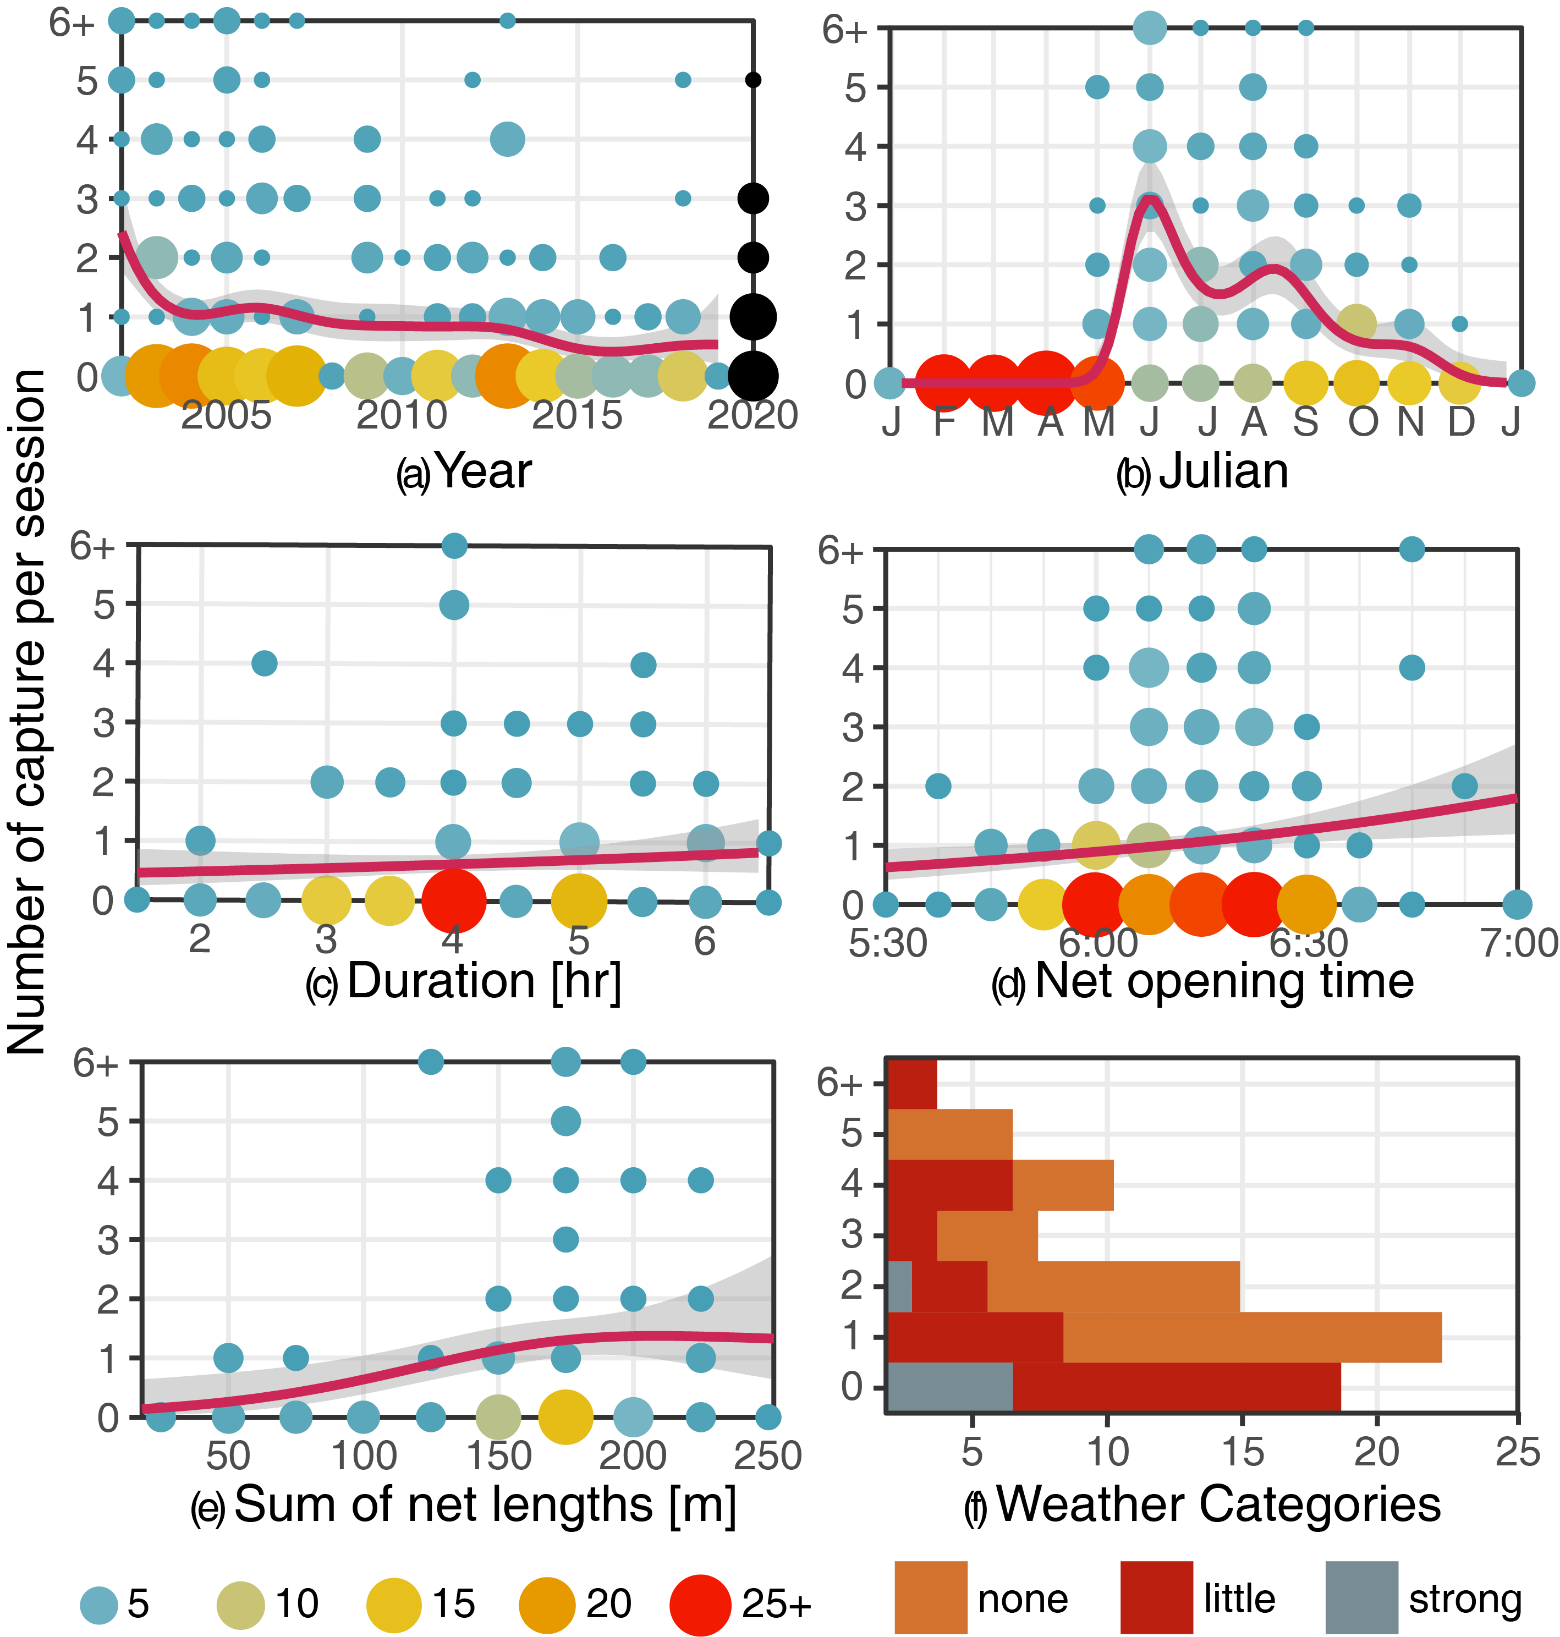 Number of capture per session
6+
5
4
3
2
1
0
2005 2010 2015 2020
(a) Year
6+
5
4
3
2
1
0
J F M A M J J A S O N D J
(b) Julian
6+
5
4
3
2
1
0
2 3 4 5 6
(c) Duration [hr]
6+
5
4
3
2
1
0
5:30 6:00 6:30 7:00
(d) Net opening time
6+
5
4
3
2
1
0
50 100 150 200 250
(e) Sum of net lengths [m]
6+
5
4
3
2
1
0
5 10 15 20 25
(f) Weather Categories
5 10 15 20 25+
none little strong